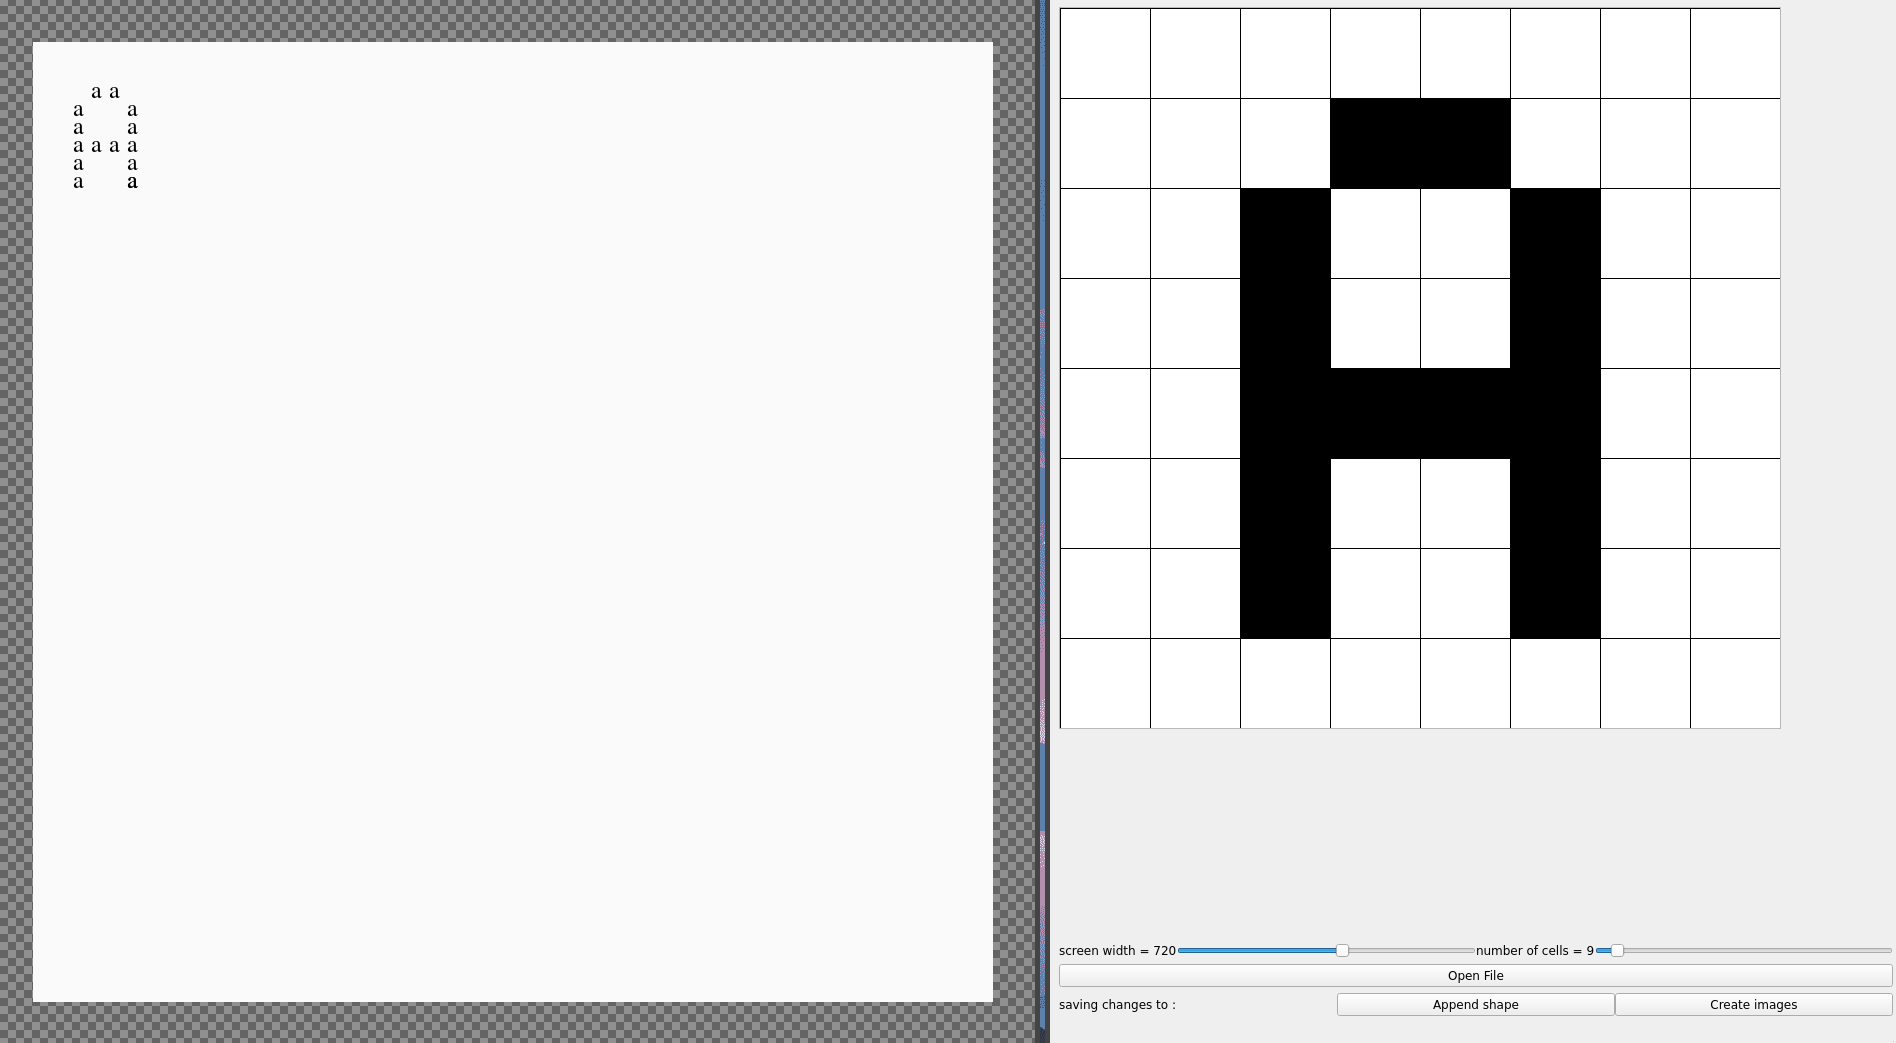 a a
a a
a a
a a a a
a a
a a
screen width = 720 number of cells = 9
Open File
saving changes to : Append shape Create images